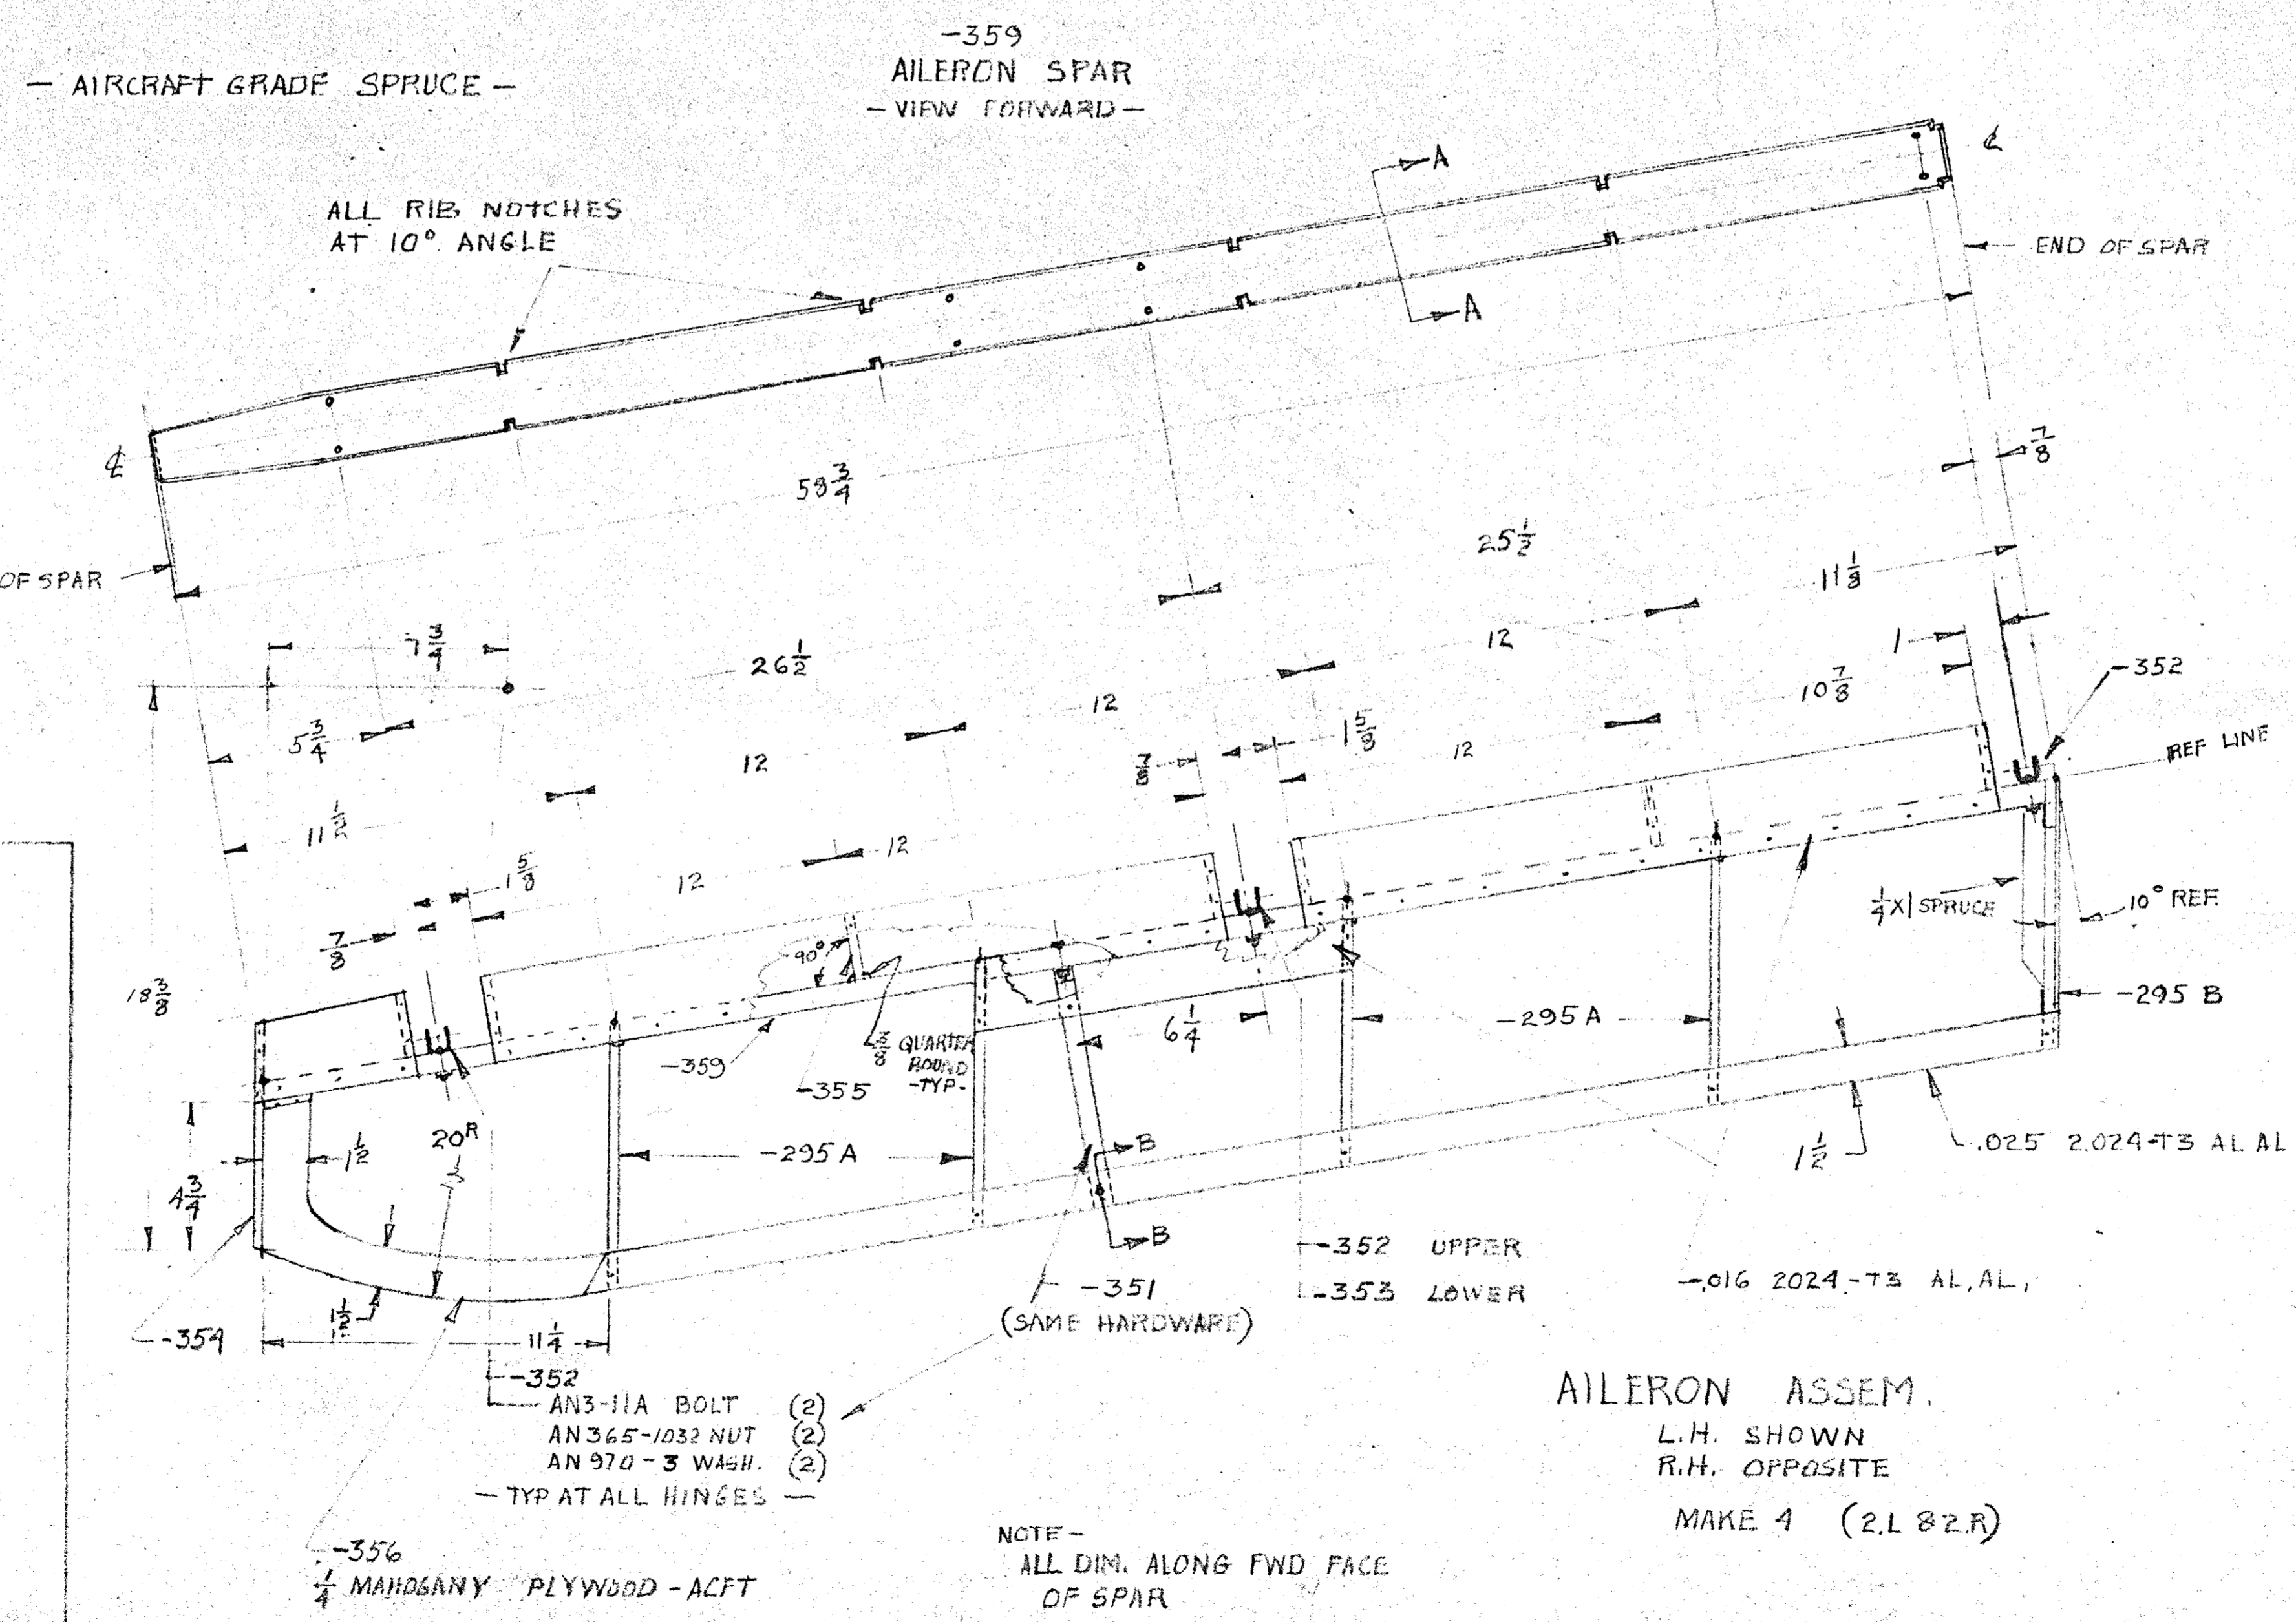 -359
AILERON SPAR
- VIEW FORWARD -
- AIRCRAFT GRADE SPRUCE -
ALL RIB NOTCHES
AT 10° ANGLE
A
A
℄
END OF SPAR
℄
OF SPAR
58 3/4
7/8
25 1/2
11 1/8
7 3/4
26 1/2
12
1
-352
5 3/4
12
10 7/8
12
1 5/8
12
REF LINE
7/8
11 1/2
12
1 5/8
12
7/8
90°
1/4 X 1 SPRUCE
10° REF.
18 3/8
-295 B
6 1/4
-295 A
-359
3/8 QUARTER
ROUND
-TYP-
-355
20R
1 1/2
-295 A
B
1 1/2
.025 2024-T3 AL AL
4 3/4
B
-352 UPPER
-353 LOWER
-.016 2024-T3 AL. AL.
-351
(SAME HARDWARE)
1 1/2
-354
11 1/4
-352
AN3-11A BOLT (2)
AN365-1032 NUT (2)
AN970-3 WASH. (2)
- TYP AT ALL HINGES -
AILERON ASSEM.
L.H. SHOWN
R.H. OPPOSITE
MAKE 4 (2L & 2R)
-356
1/4 MAHOGANY PLYWOOD - ACFT
NOTE -
ALL DIM. ALONG FWD FACE
OF SPAR